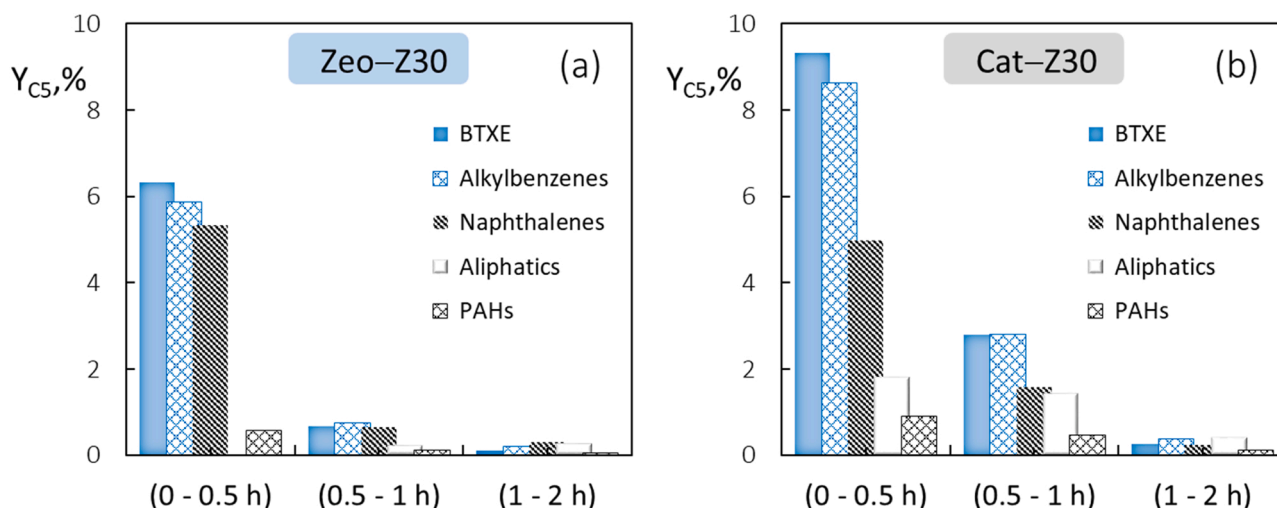 Zeo–Z30
(a)
Y_C5,%
10
8
6
4
2
0
BTXE
Alkylbenzenes
Naphthalenes
Aliphatics
PAHs
(0 - 0.5 h)
(0.5 - 1 h)
(1 - 2 h)
Cat–Z30
(b)
Y_C5,%
10
8
6
4
2
0
BTXE
Alkylbenzenes
Naphthalenes
Aliphatics
PAHs
(0 - 0.5 h)
(0.5 - 1 h)
(1 - 2 h)